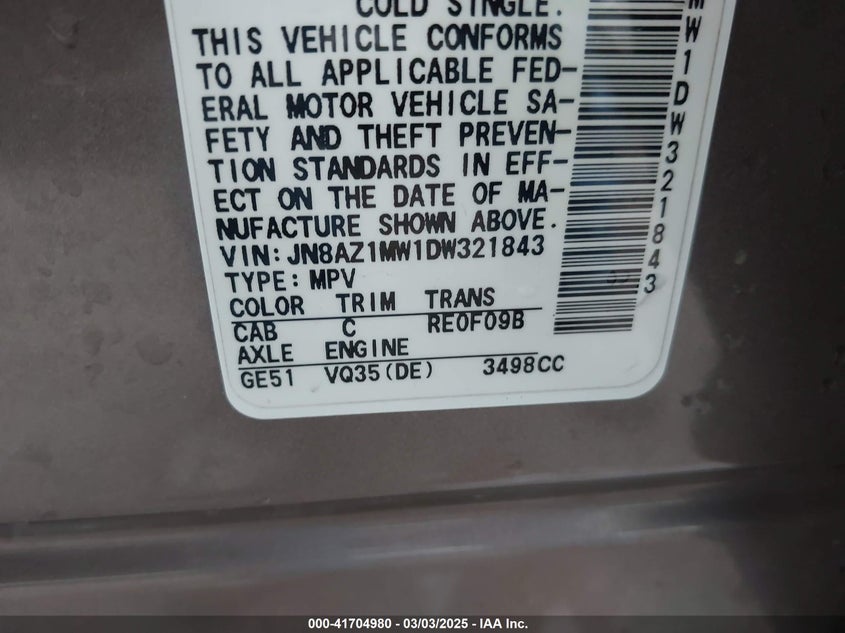 COLD SINGLE.
THIS VEHICLE CONFORMS
TO ALL APPLICABLE FED-
ERAL MOTOR VEHICLE SA-
FETY AND THEFT PREVEN-
TION STANDARDS IN EFF-
ECT ON THE DATE OF MA-
NUFACTURE SHOWN ABOVE.
VIN:JN8AZ1MW1DW321843
TYPE:MPV
COLOR TRIM TRANS
CAB C RE0F09B
AXLE ENGINE
GE51 VQ35(DE) 3498CC
MW1DW321843
000-41704980 - 03/03/2025 - IAA Inc.